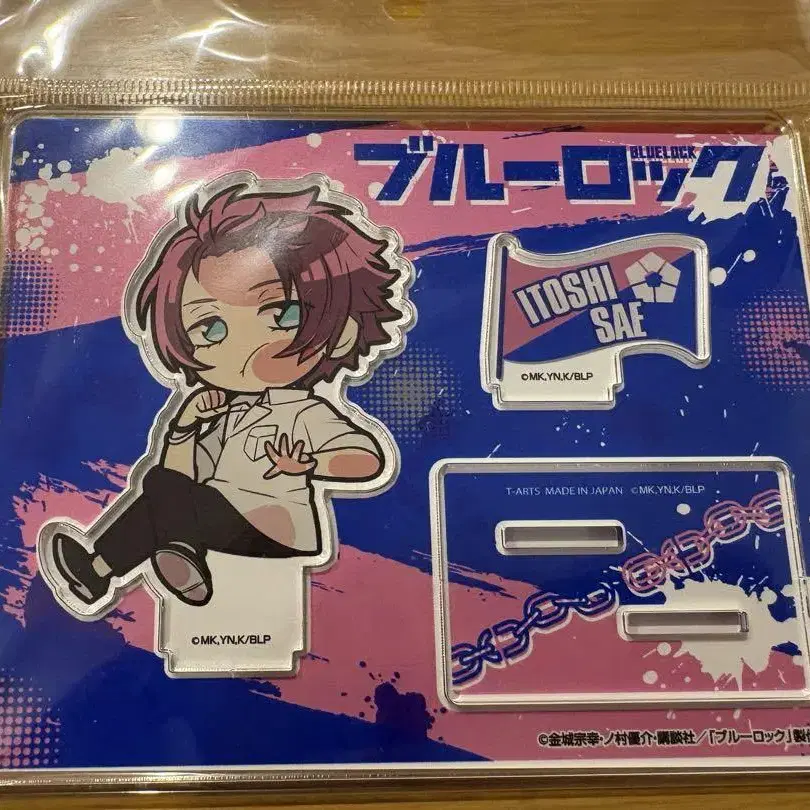 ブルーロック
BLUELOCK
ITOSHI
SAE
©MK,YN,K/BLP
T-ARTS MADE IN JAPAN ©MK,YN,K/BLP
©MK,YN,K/BLP
©金城宗幸・ノ村優介・講談社／「ブルーロック」製